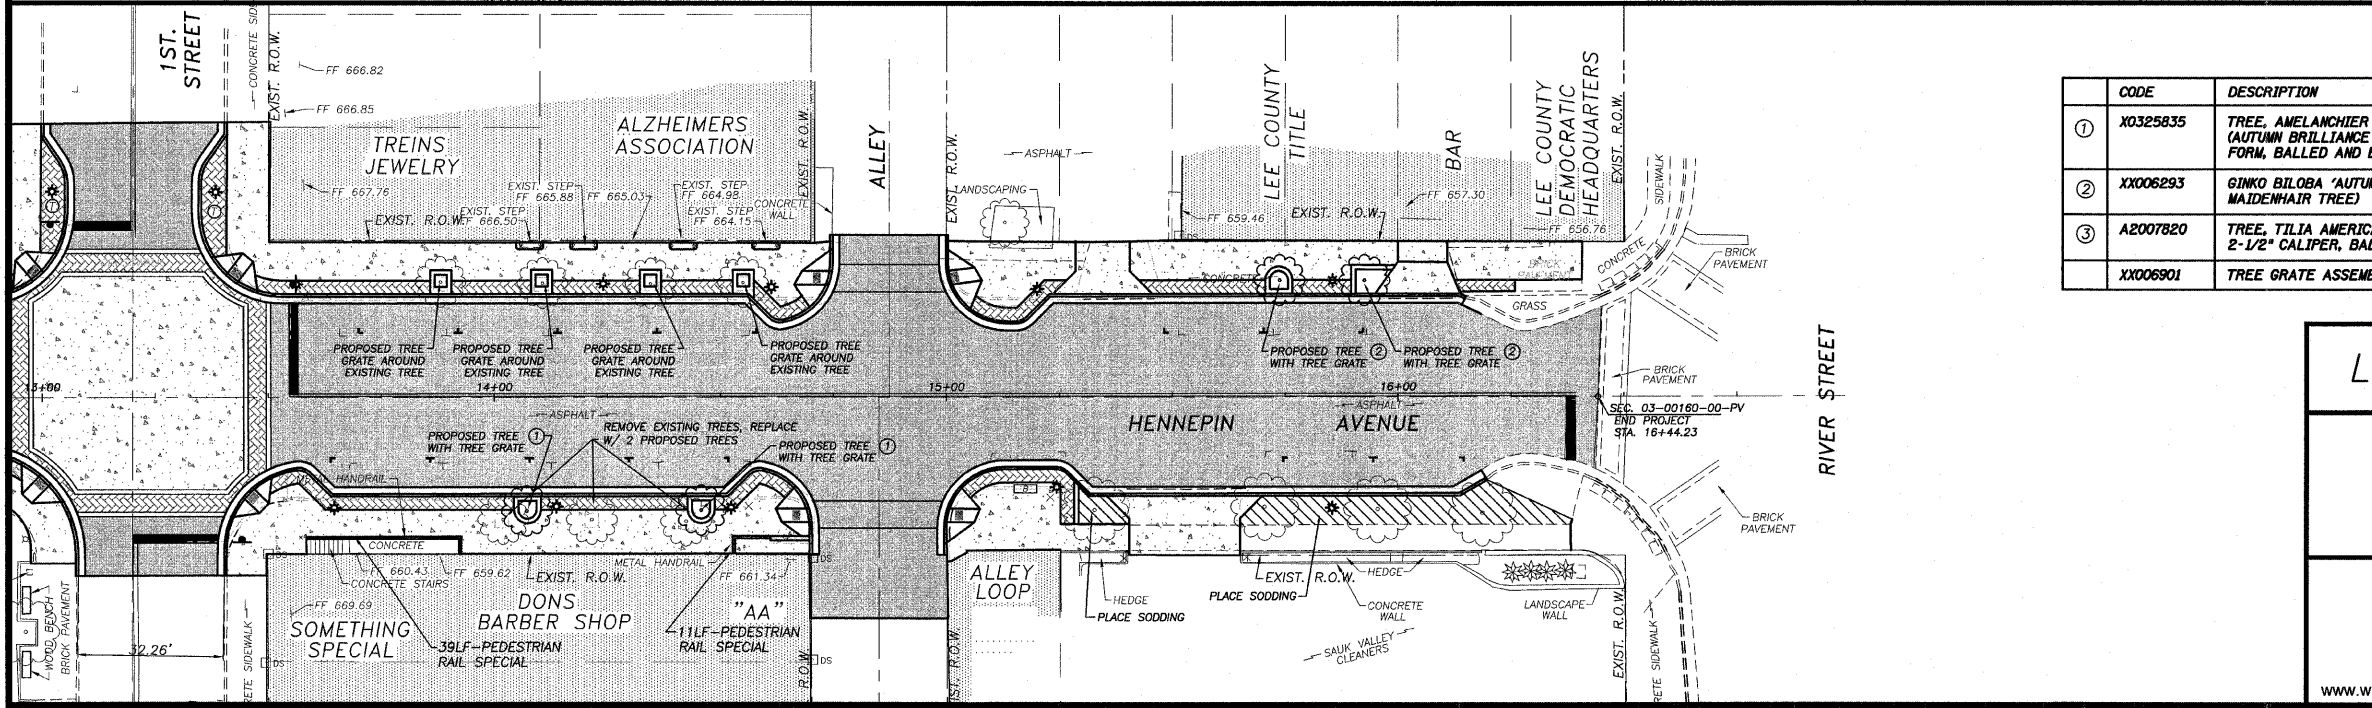 1ST.
STREET
CONCRETE SIDE
EXIST. R.O.W.
FF 666.82
FF 666.85
TREINS
JEWELRY
ALZHEIMERS
ASSOCIATION
FF 667.76
EXIST. R.O.W.
EXIST. STEP
FF 666.50
EXIST. STEP
FF 665.88
FF 665.03
EXIST. STEP
FF 664.98
EXIST. STEP
FF 664.15
CONCRETE
WALL
EXIST. R.O.W.
ALLEY
EXIST. R.O.W.
ASPHALT
LANDSCAPING
LEE COUNTY
TITLE
BAR
LEE COUNTY
DEMOCRATIC
HEADQUARTERS
EXIST. R.O.W.
DS
FF 659.46
EXIST. R.O.W.
FF 657.30
FF 656.76
CONCRETE
BRICK
PAVEMENT
CONCRETE
SIDEWALK
GRASS
BRICK
PAVEMENT
1
1
PROPOSED TREE
GRATE AROUND
EXISTING TREE
PROPOSED TREE
GRATE AROUND
EXISTING TREE
PROPOSED TREE
GRATE AROUND
EXISTING TREE
PROPOSED TREE
GRATE AROUND
EXISTING TREE
PROPOSED TREE 2
WITH TREE GRATE
PROPOSED TREE 2
WITH TREE GRATE
13+00
14+00
15+00
16+00
BRICK
PAVEMENT
RIVER STREET
ASPHALT
HENNEPIN AVENUE
ASPHALT
SEC. 03-00160-00-PV
END PROJECT
STA. 16+44.23
PROPOSED TREE 1
WITH TREE GRATE
REMOVE EXISTING TREES, REPLACE
W/ 2 PROPOSED TREES
PROPOSED TREE 1
WITH TREE GRATE
METAL HANDRAIL
BRICK
PAVEMENT
DS
CONCRETE
FF 660.43
CONCRETE STAIRS
FF 659.62
EXIST. R.O.W.
METAL HANDRAIL
FF 661.34
DS
FF 669.69
SOMETHING
SPECIAL
DONS
BARBER SHOP
"AA"
39LF-PEDESTRIAN
RAIL SPECIAL
11LF-PEDESTRIAN
RAIL SPECIAL
ALLEY
LOOP
HEDGE
PLACE SODDING
EXIST. R.O.W.
HEDGE
PLACE SODDING
CONCRETE
WALL
LANDSCAPE
WALL
SAUK VALLEY
CLEANERS
WOOD BENCH
BRICK PAVEMENT
32.26'
RETE SIDEWALK
DS
R.O.W.
DS
IST. R.O.W.
EXIST. R.O.W.
RETE SIDEWALK
CODE DESCRIPTION
1 X0325835 TREE, AMELANCHIER
(AUTUMN BRILLIANCE
FORM, BALLED AND B
2 XX006293 GINKO BILOBA "AUTUM
MAIDENHAIR TREE)
3 A2007820 TREE, TILIA AMERIC
2-1/2" CALIPER, BAL
XX006901 TREE GRATE ASSEMB
L
www.w